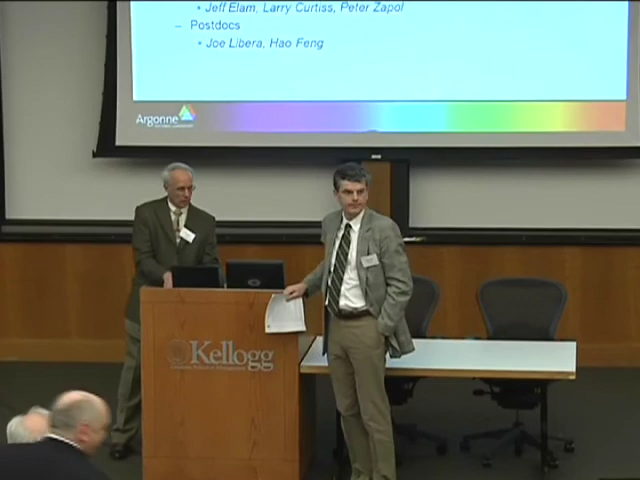 • Jeff Elam, Larry Curtiss, Peter Zapol
– Postdocs
• Joe Libera, Hao Feng
Argonne
Kellogg